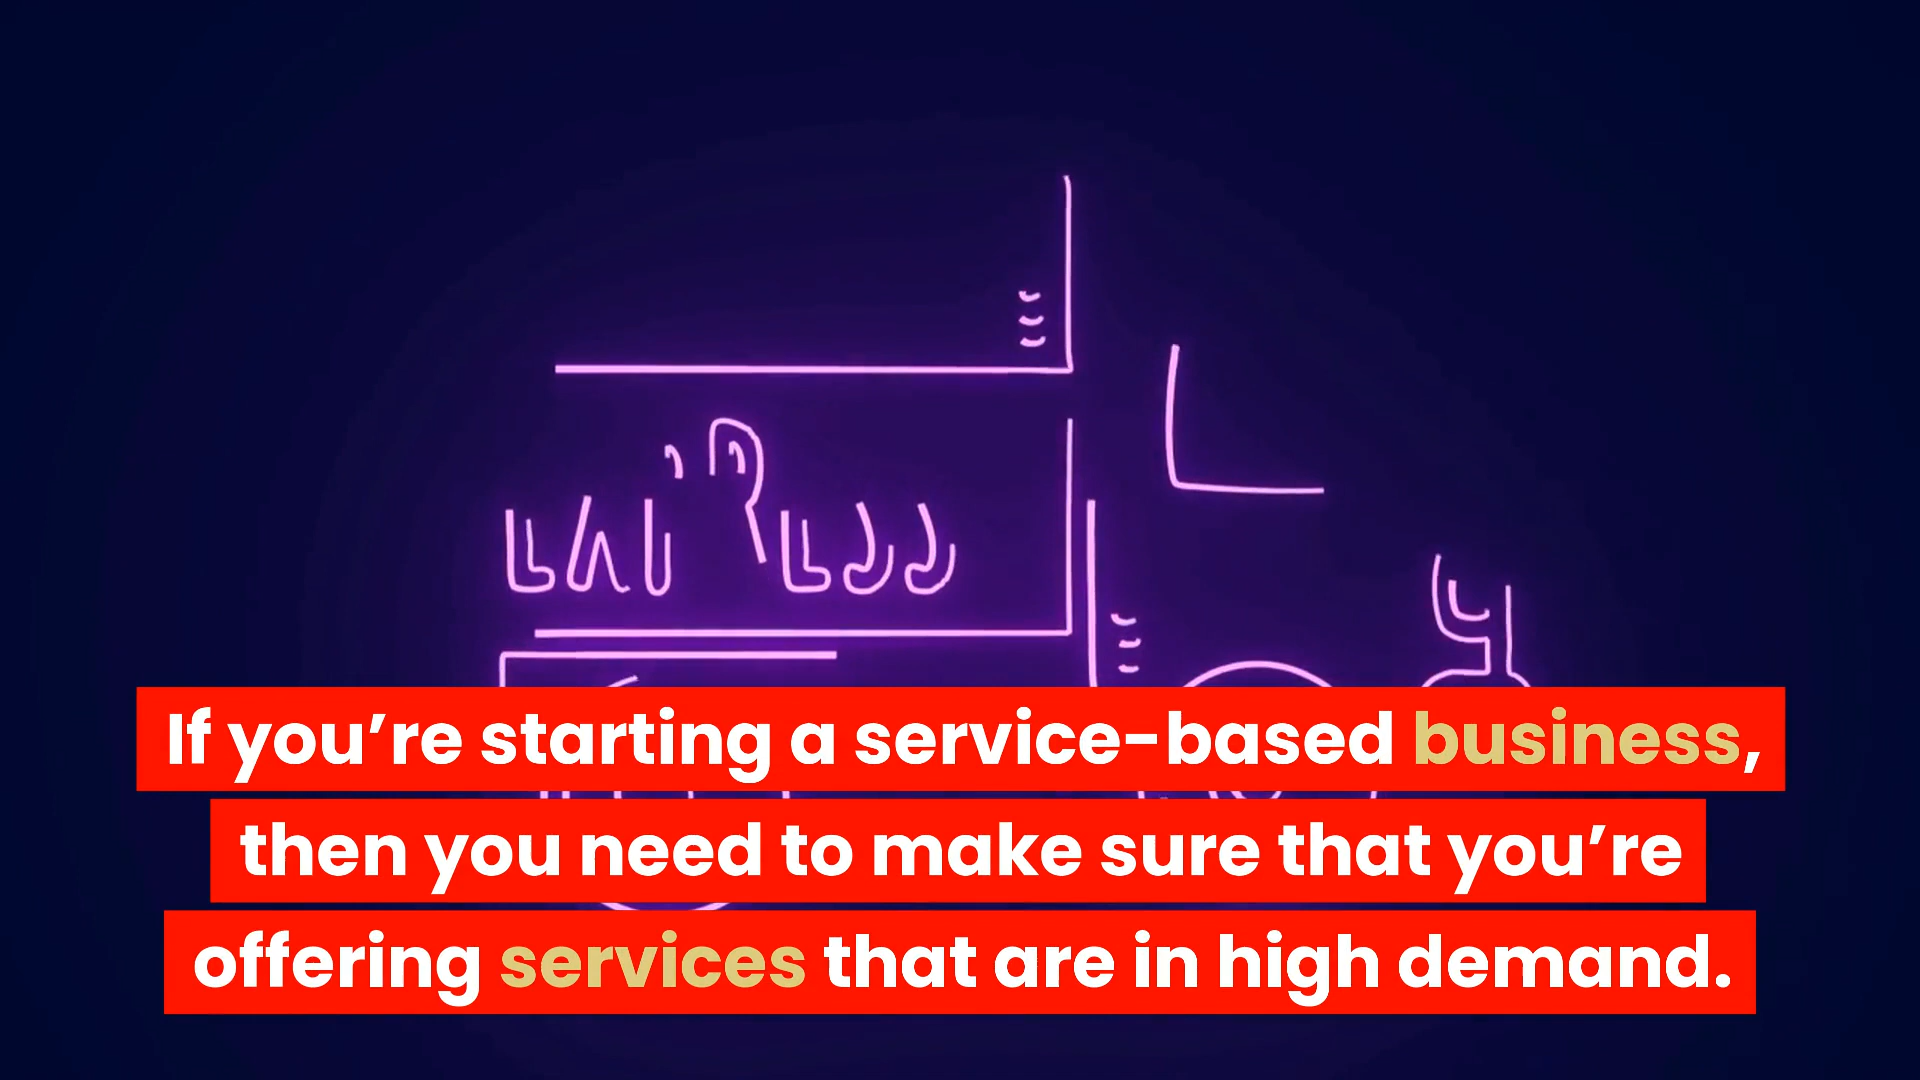 If you’re starting a service-based business,
then you need to make sure that you’re
offering services that are in high demand.